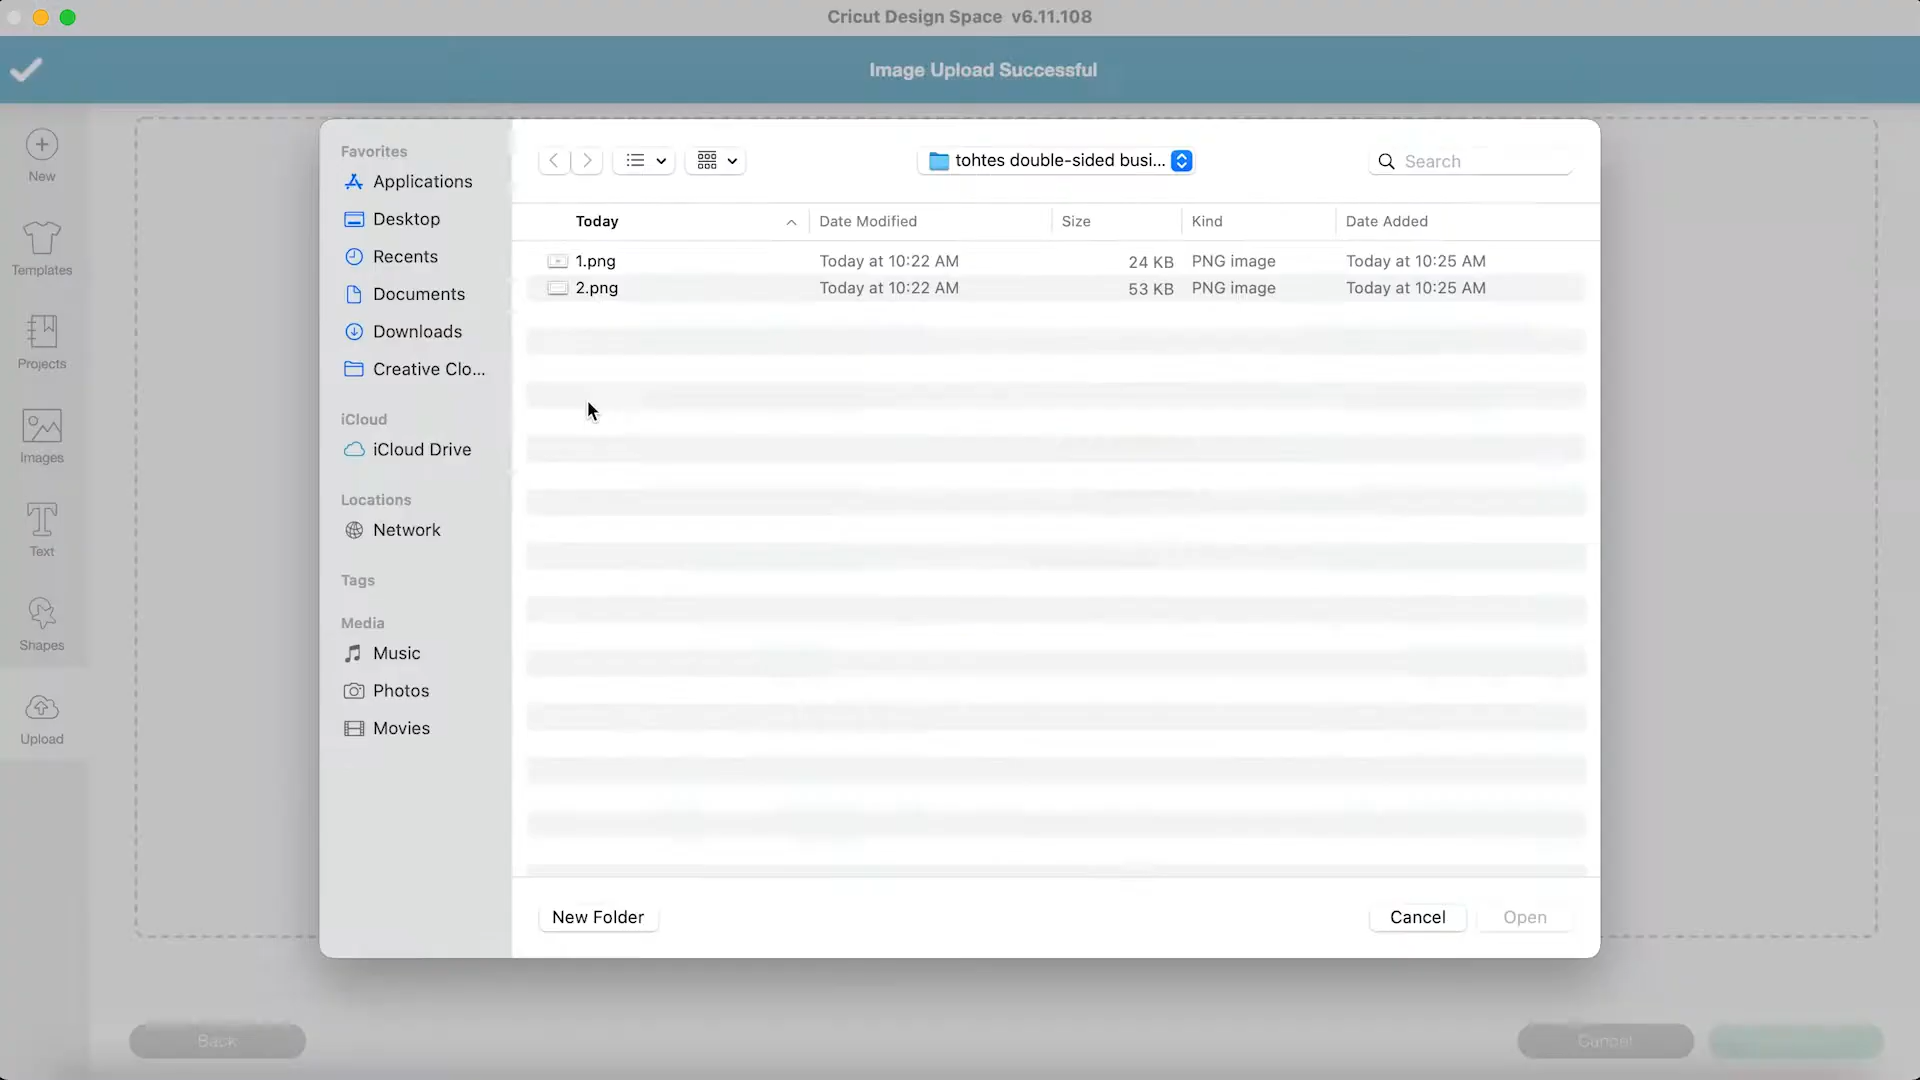 Cricut Design Space v6.11.108
Image Upload Successful
New
Templates
Projects
Images
Text
Shapes
Upload
Favorites
Applications
Desktop
Recents
Documents
Downloads
Creative Clo...
iCloud
iCloud Drive
Locations
Network
Tags
Media
Music
Photos
Movies
tohtes double-sided busi...
Search
Today Date Modified Size Kind Date Added
1.png Today at 10:22 AM 24 KB PNG image Today at 10:25 AM
2.png Today at 10:22 AM 53 KB PNG image Today at 10:25 AM
New Folder Cancel Open
Back Cancel